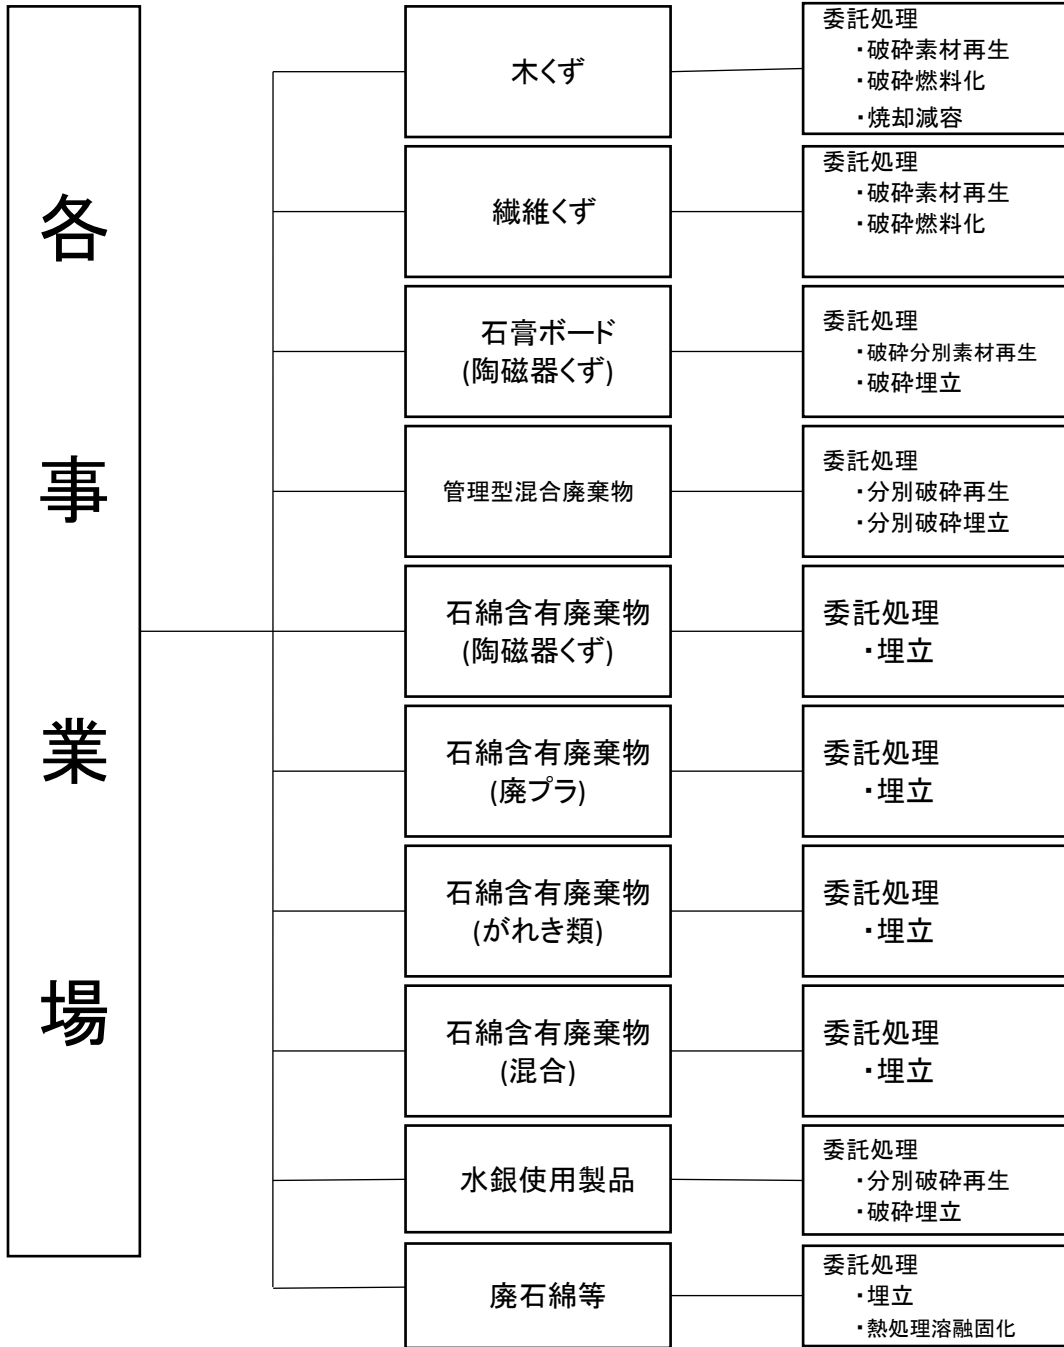 各事業場
木くず
委託処理
・破砕素材再生
・破砕燃料化
・焼却減容
繊維くず
委託処理
・破砕素材再生
・破砕燃料化
石膏ボード
(陶磁器くず)
委託処理
・破砕分別素材再生
・破砕埋立
管理型混合廃棄物
委託処理
・分別破砕再生
・分別破砕埋立
石綿含有廃棄物
(陶磁器くず)
委託処理
・埋立
石綿含有廃棄物
(廃プラ)
委託処理
・埋立
石綿含有廃棄物
(がれき類)
委託処理
・埋立
石綿含有廃棄物
(混合)
委託処理
・埋立
水銀使用製品
委託処理
・分別破砕再生
・破砕埋立
廃石綿等
委託処理
・埋立
・熱処理溶融固化